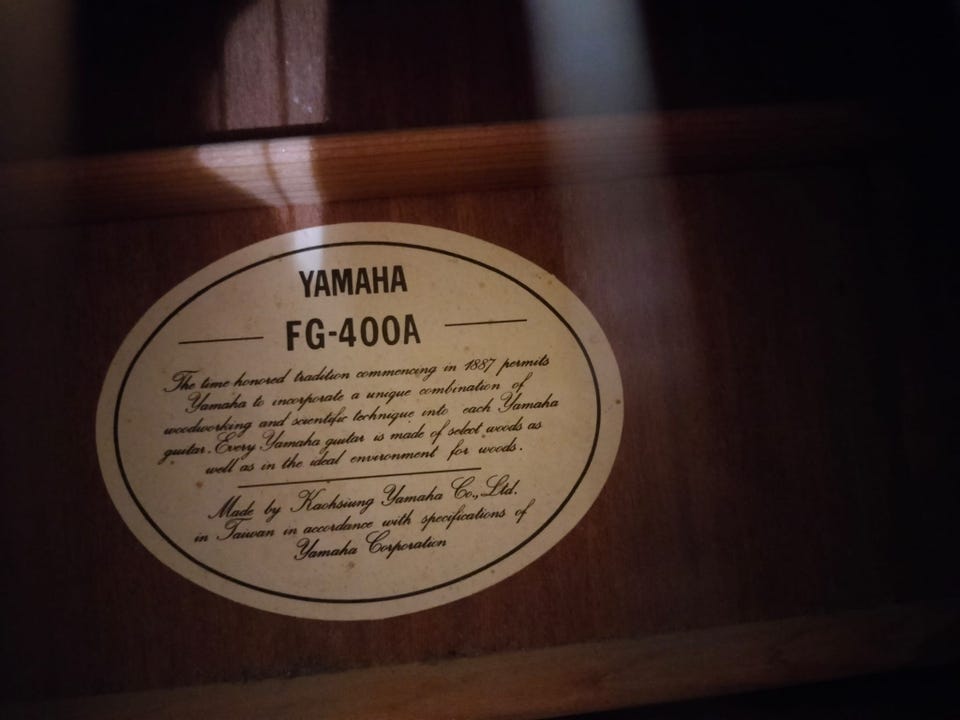 YAMAHA
FG-400A
The time honored tradition commencing in 1887 permits
Yamaha to incorporate a unique combination of
woodworking and scientific technique into each Yamaha
guitar. Every Yamaha guitar is made of select woods as
well as in the ideal environment for woods.
Made by Kaohsiung Yamaha Co., Ltd.
in Taiwan in accordance with specifications of
Yamaha Corporation